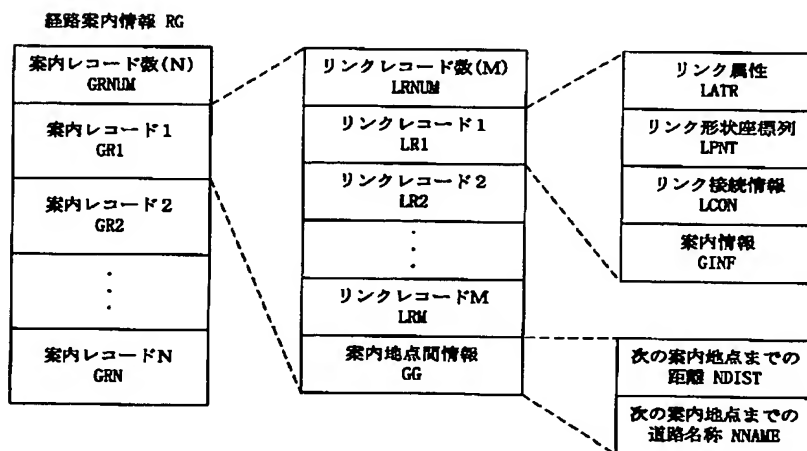 経路案内情報 RG
案内レコード数(N)
GRNUM
案内レコード1
GR1
案内レコード2
GR2
案内レコードN
GRN
リンクレコード数(M)
LRNUM
リンクレコード1
LR1
リンクレコード2
LR2
リンクレコードM
LRM
案内地点間情報
GG
リンク属性
LATR
リンク形状座標列
LPNT
リンク接続情報
LCON
案内情報
GINF
次の案内地点までの
距離 NDIST
次の案内地点までの
道路名称 NNAME